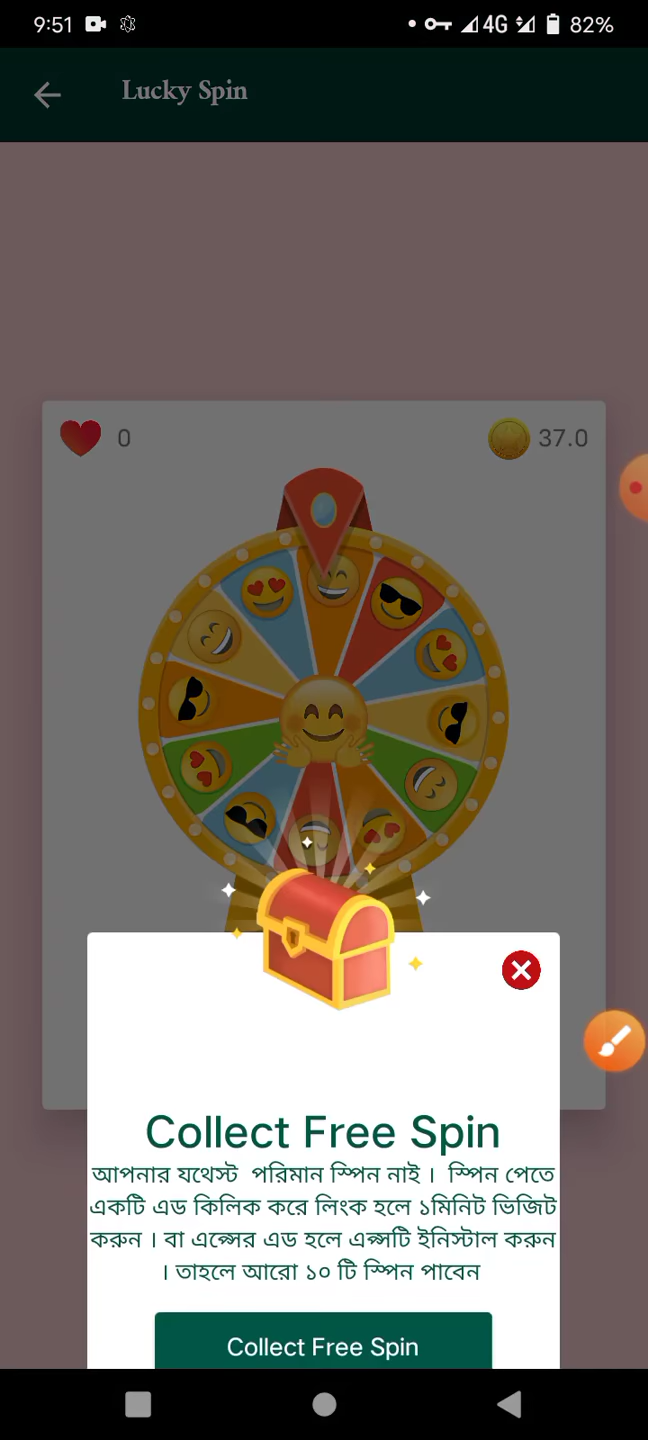 9:51
4G
82%
Lucky Spin
0
37.0
Collect Free Spin
আপনার যথেস্ট পরিমান স্পিন নাই । স্পিন পেতে
একটি এড কিলিক করে লিংক হলে ১মিনিট ভিজিট
করুন । বা এপ্সের এড হলে এপ্সটি ইনিস্টাল করুন
। তাহলে আরো ১০ টি স্পিন পাবেন
Collect Free Spin